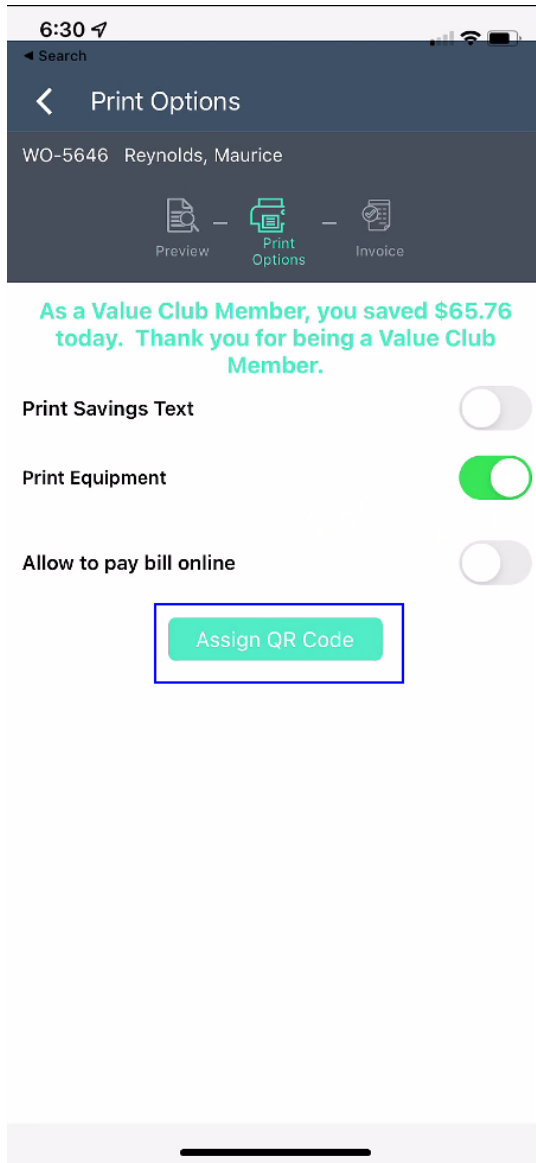 6:30
◀ Search
Print Options
WO-5646 Reynolds, Maurice
Preview
Print
Options
Invoice
As a Value Club Member, you saved $65.76
today. Thank you for being a Value Club
Member.
Print Savings Text
Print Equipment
Allow to pay bill online
Assign QR Code